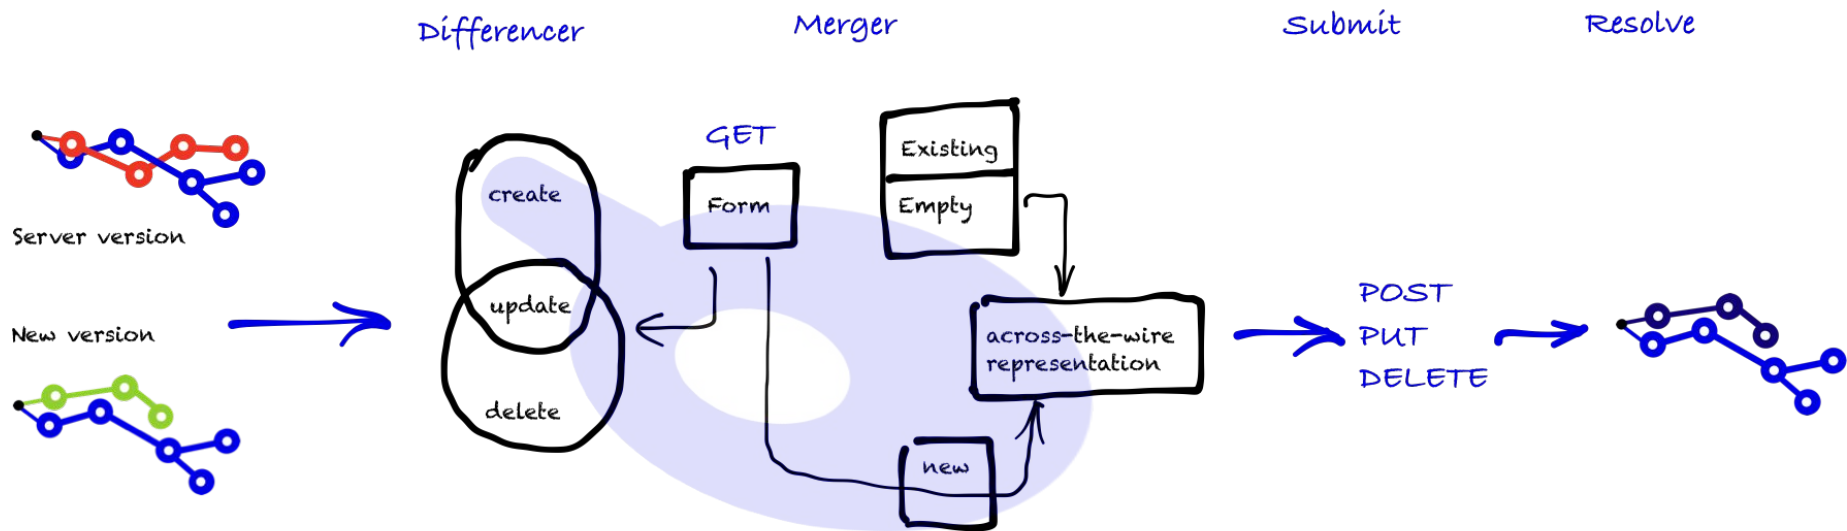 Differencer
Merger
Submit
Resolve
Server version
New version
create
update
delete
GET
Form
Existing
Empty
across-the-wire
representation
new
POST
PUT
DELETE